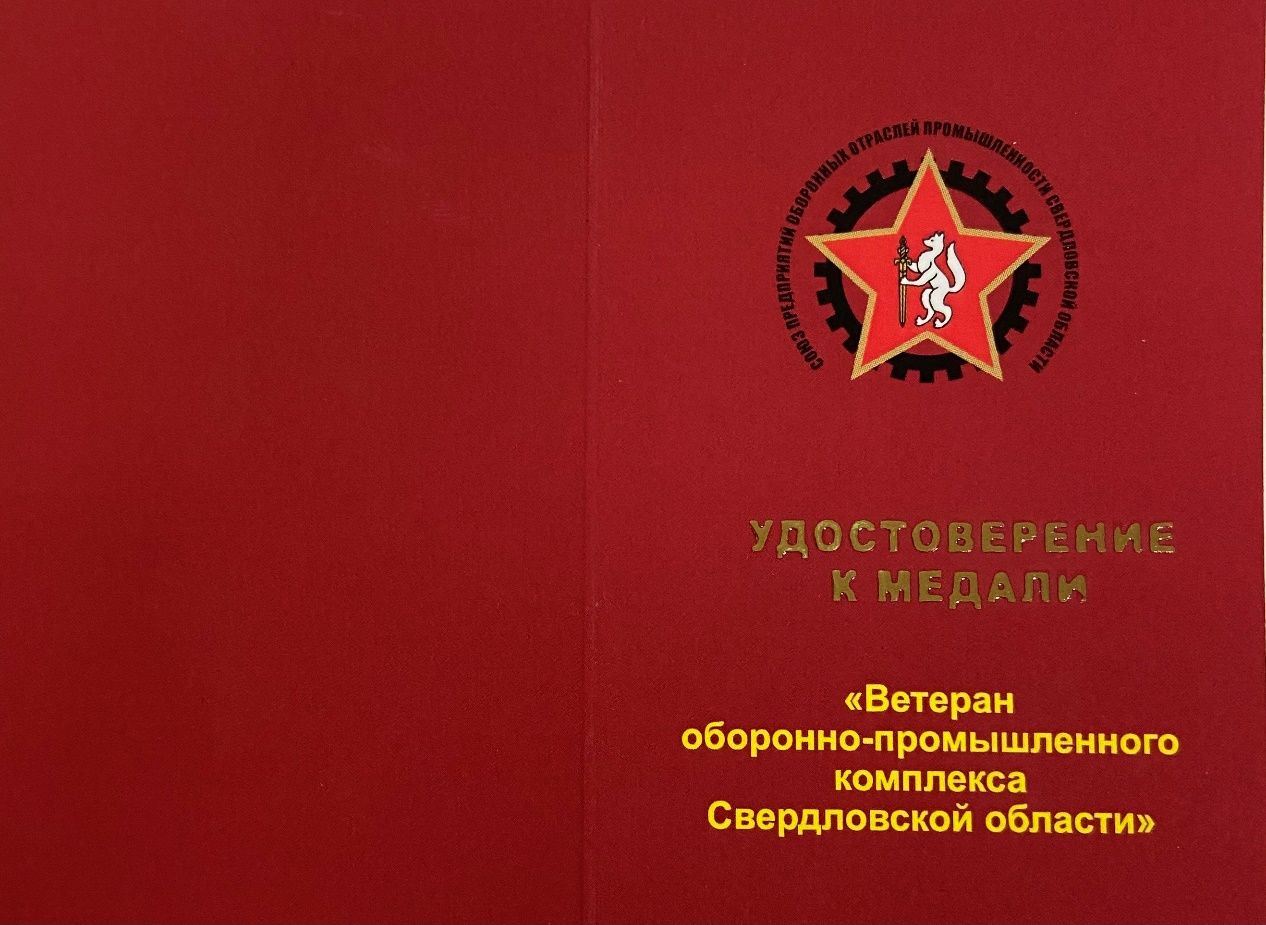 СОЮЗ ПРЕДПРИЯТИЙ ОБОРОННЫХ ОТРАСЛЕЙ ПРОМЫШЛЕННОСТИ СВЕРДЛОВСКОЙ ОБЛАСТИ
УДОСТОВЕРЕНИЕ
К МЕДАЛИ
«Ветеран
оборонно-промышленного
комплекса
Свердловской области»